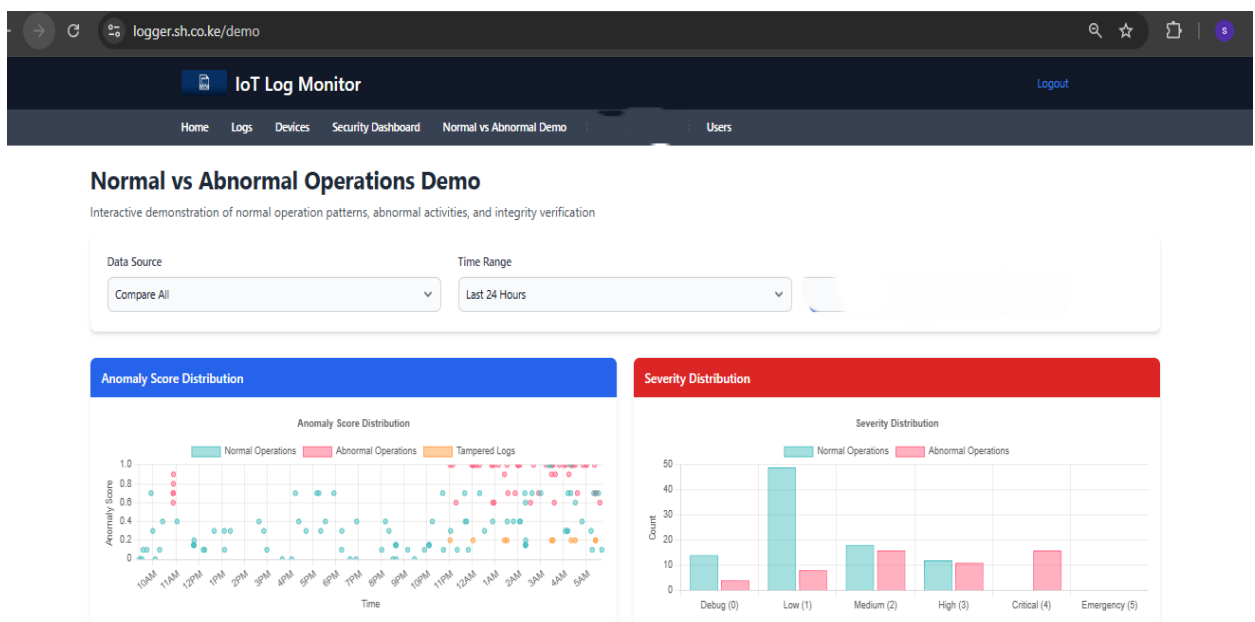 logger.sh.co.ke/demo
S
IoT Log Monitor
Logout
Home Logs Devices Security Dashboard Normal vs Abnormal Demo Users
Normal vs Abnormal Operations Demo
Interactive demonstration of normal operation patterns, abnormal activities, and integrity verification
Data Source Time Range
Compare All Last 24 Hours
Anomaly Score Distribution
Anomaly Score Distribution
Normal Operations Abnormal Operations Tampered Logs
1.0
0.8
0.6
0.4
0.2
0
Anomaly Score
10AM 11AM 12PM 1PM 2PM 3PM 4PM 5PM 6PM 7PM 8PM 9PM 10PM 11PM 12AM 1AM 2AM 3AM 4AM 5AM
Time
Severity Distribution
Severity Distribution
Normal Operations Abnormal Operations
50
40
30
20
10
0
Count
Debug (0) Low (1) Medium (2) High (3) Critical (4) Emergency (5)